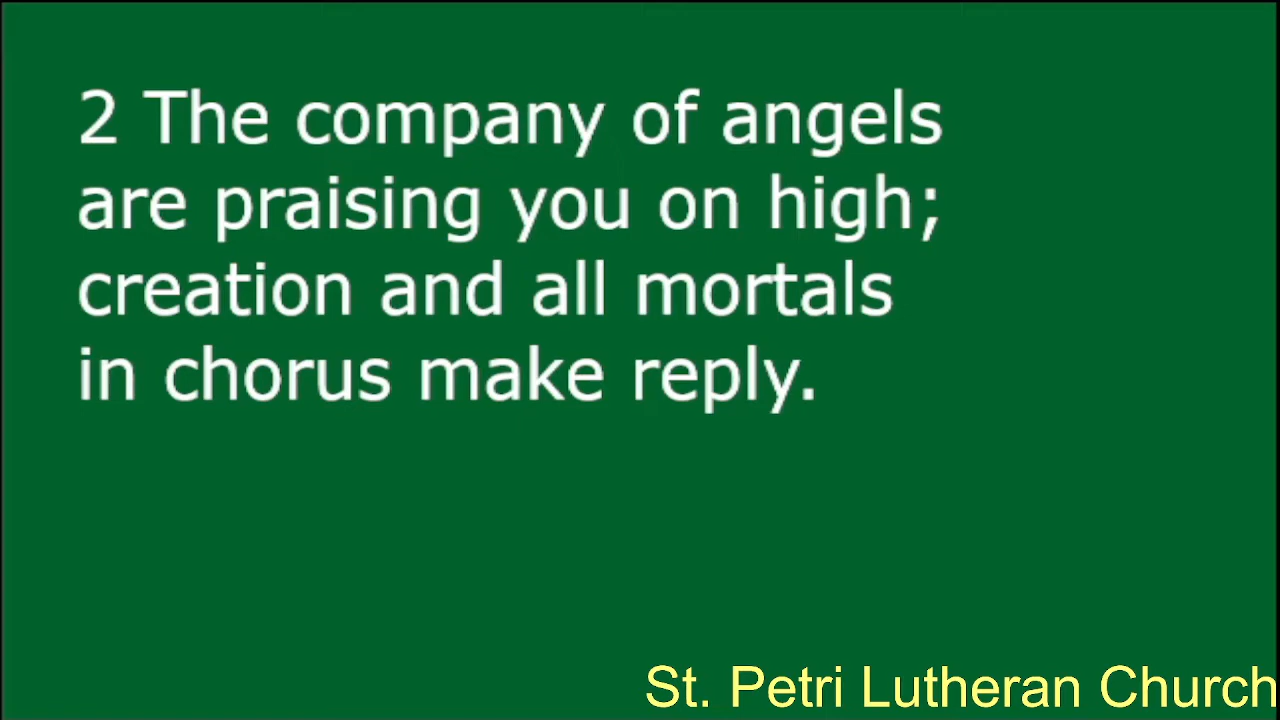 2 The company of angels
are praising you on high;
creation and all mortals
in chorus make reply.
St. Petri Lutheran Church